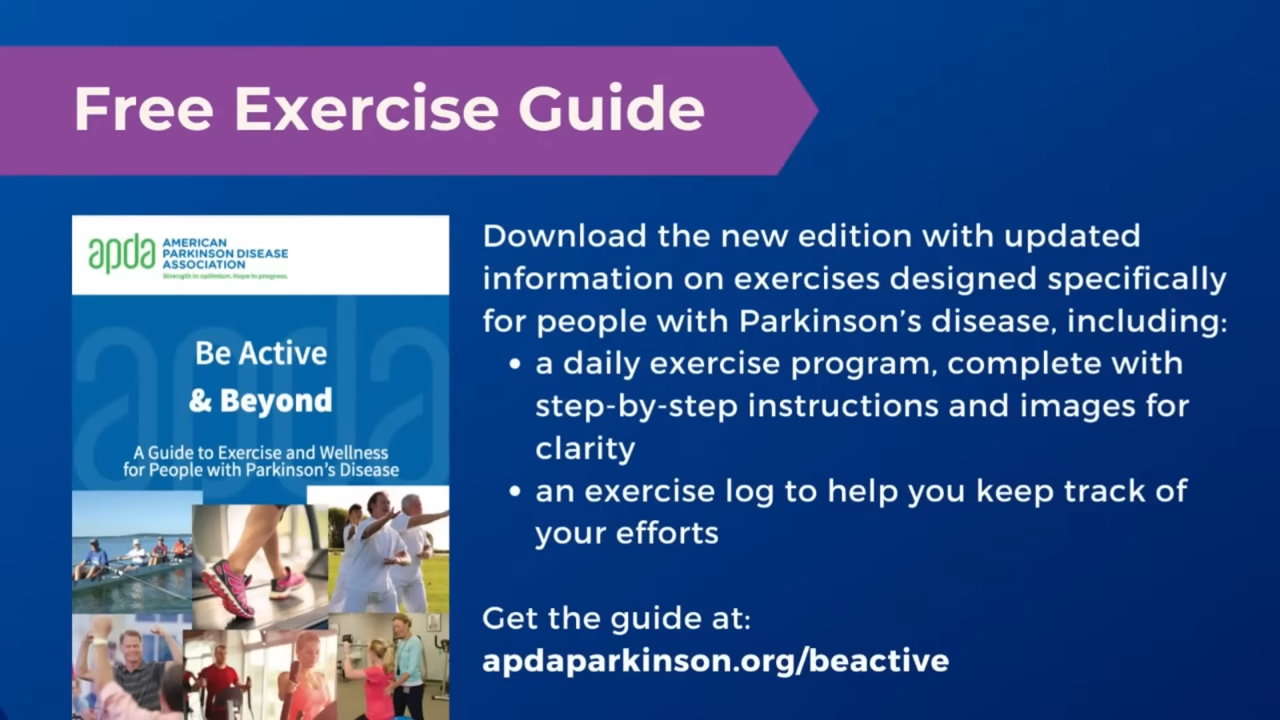 Free Exercise Guide
apda AMERICAN
PARKINSON DISEASE
ASSOCIATION
Strength in optimism. Hope in progress.
apda
Be Active
& Beyond
A Guide to Exercise and Wellness
for People with Parkinson's Disease
Download the new edition with updated
information on exercises designed specifically
for people with Parkinson's disease, including:
• a daily exercise program, complete with
step-by-step instructions and images for
clarity
• an exercise log to help you keep track of
your efforts
Get the guide at:
apdaparkinson.org/beactive